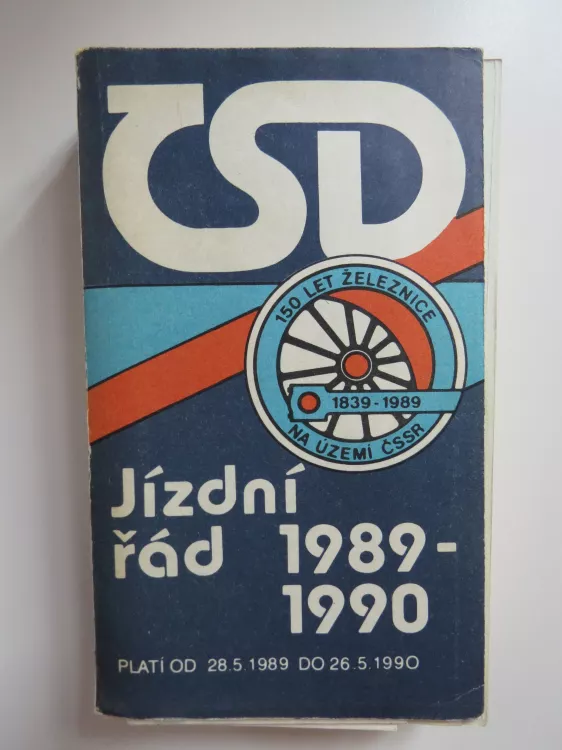 ČSD
150 LET ŽELEZNICE
1839-1989
NA ÚZEMÍ ČSSR
Jízdní
řád 1989-
1990
PLATÍ OD 28.5.1989 DO 26.5.1990